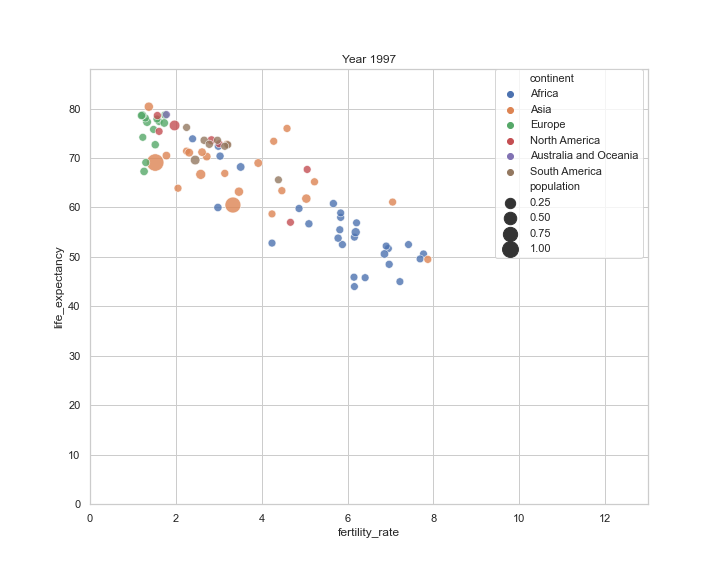 Year 1997
continent
Africa
Asia
Europe
North America
Australia and Oceania
South America
population
0.25
0.50
0.75
1.00
life_expectancy
80
70
60
50
40
30
20
10
0
0 2 4 6 8 10 12
fertility_rate